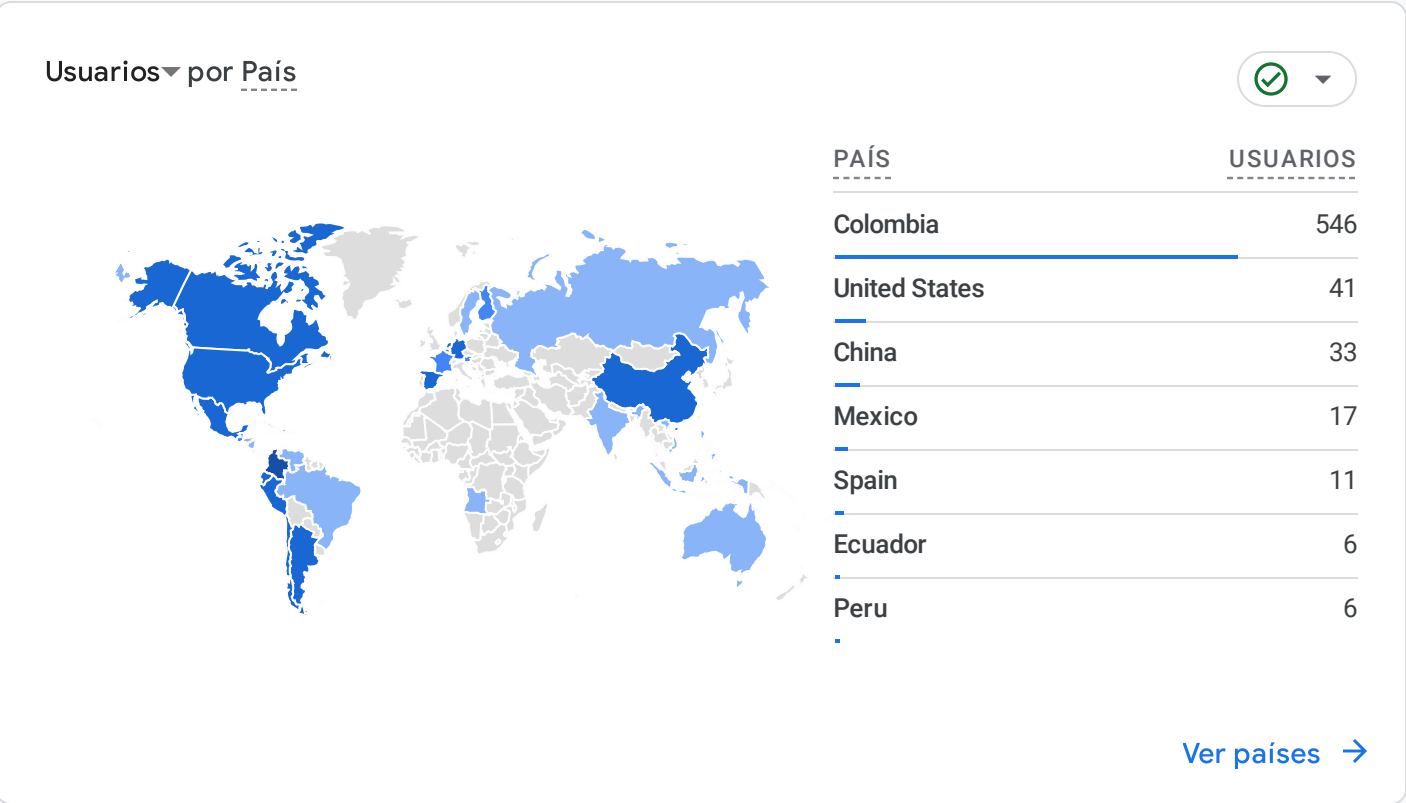 Usuarios por País
PAÍS USUARIOS
Colombia 546
United States 41
China 33
Mexico 17
Spain 11
Ecuador 6
Peru 6
Ver países